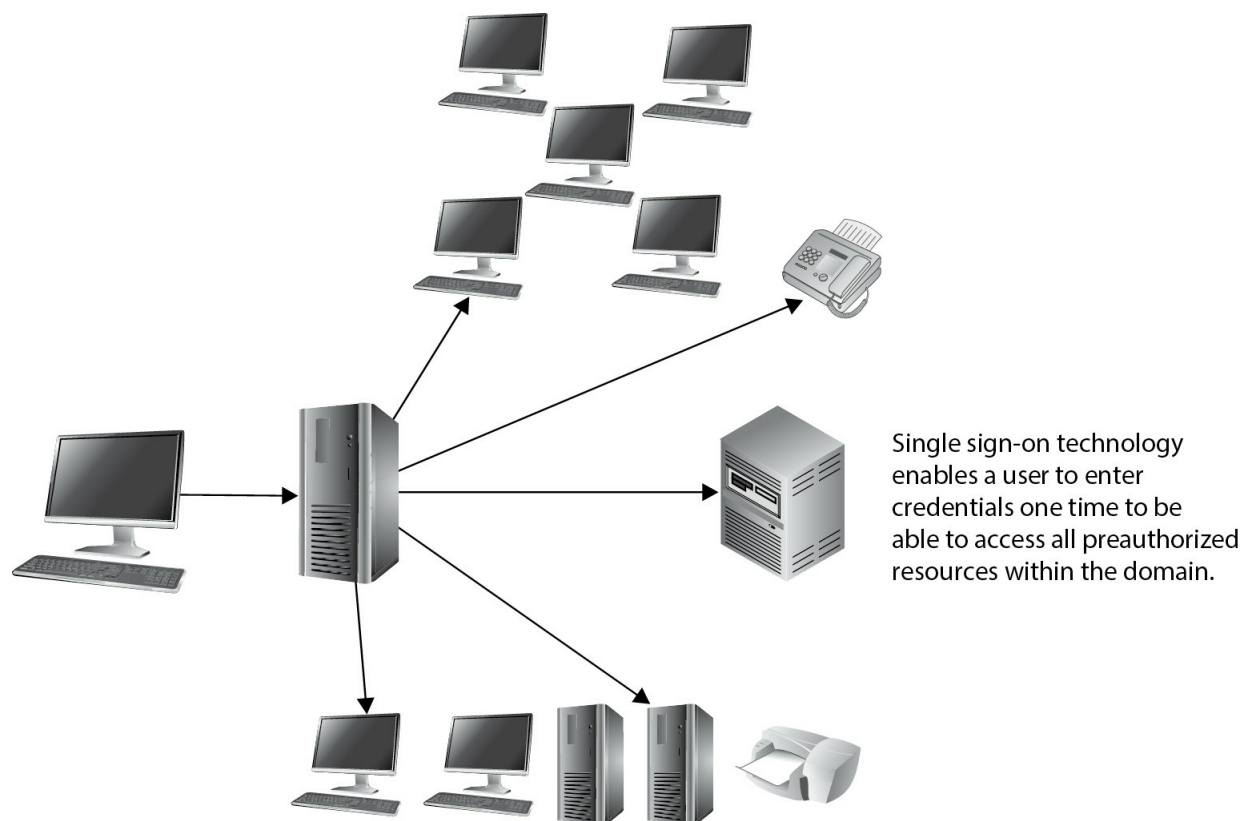 Single sign-on technology
enables a user to enter
credentials one time to be
able to access all preauthorized
resources within the domain.